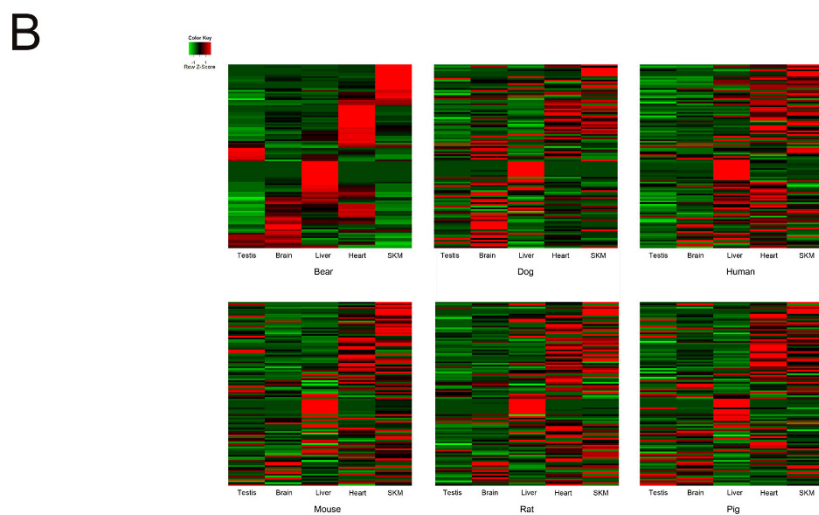 B
Color Key
-1 1
Row Z-Score
Testis Brain Liver Heart SKM
Bear
Testis Brain Liver Heart SKM
Dog
Testis Brain Liver Heart SKM
Human
Testis Brain Liver Heart SKM
Mouse
Testis Brain Liver Heart SKM
Rat
Testis Brain Liver Heart SKM
Pig